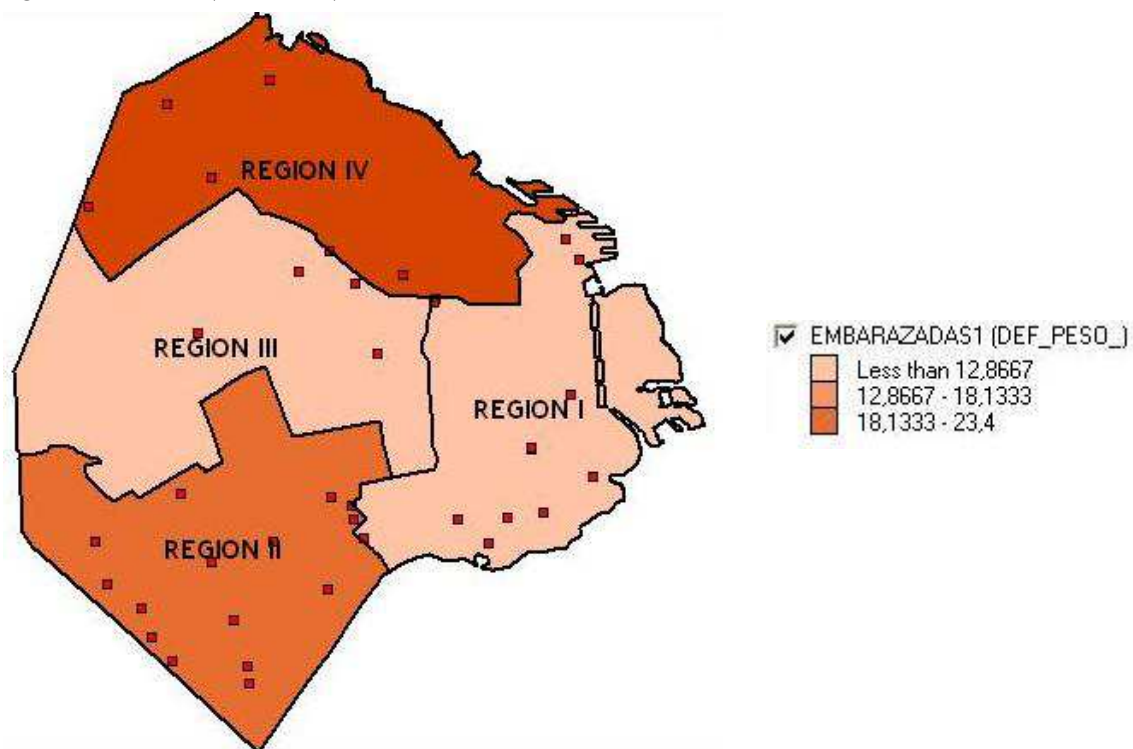 REGION IV
REGION III
REGION I
REGION II
EMBARAZADAS1 (DEF_PESO_)
Less than 12,8667
12,8667 - 18,1333
18,1333 - 23,4